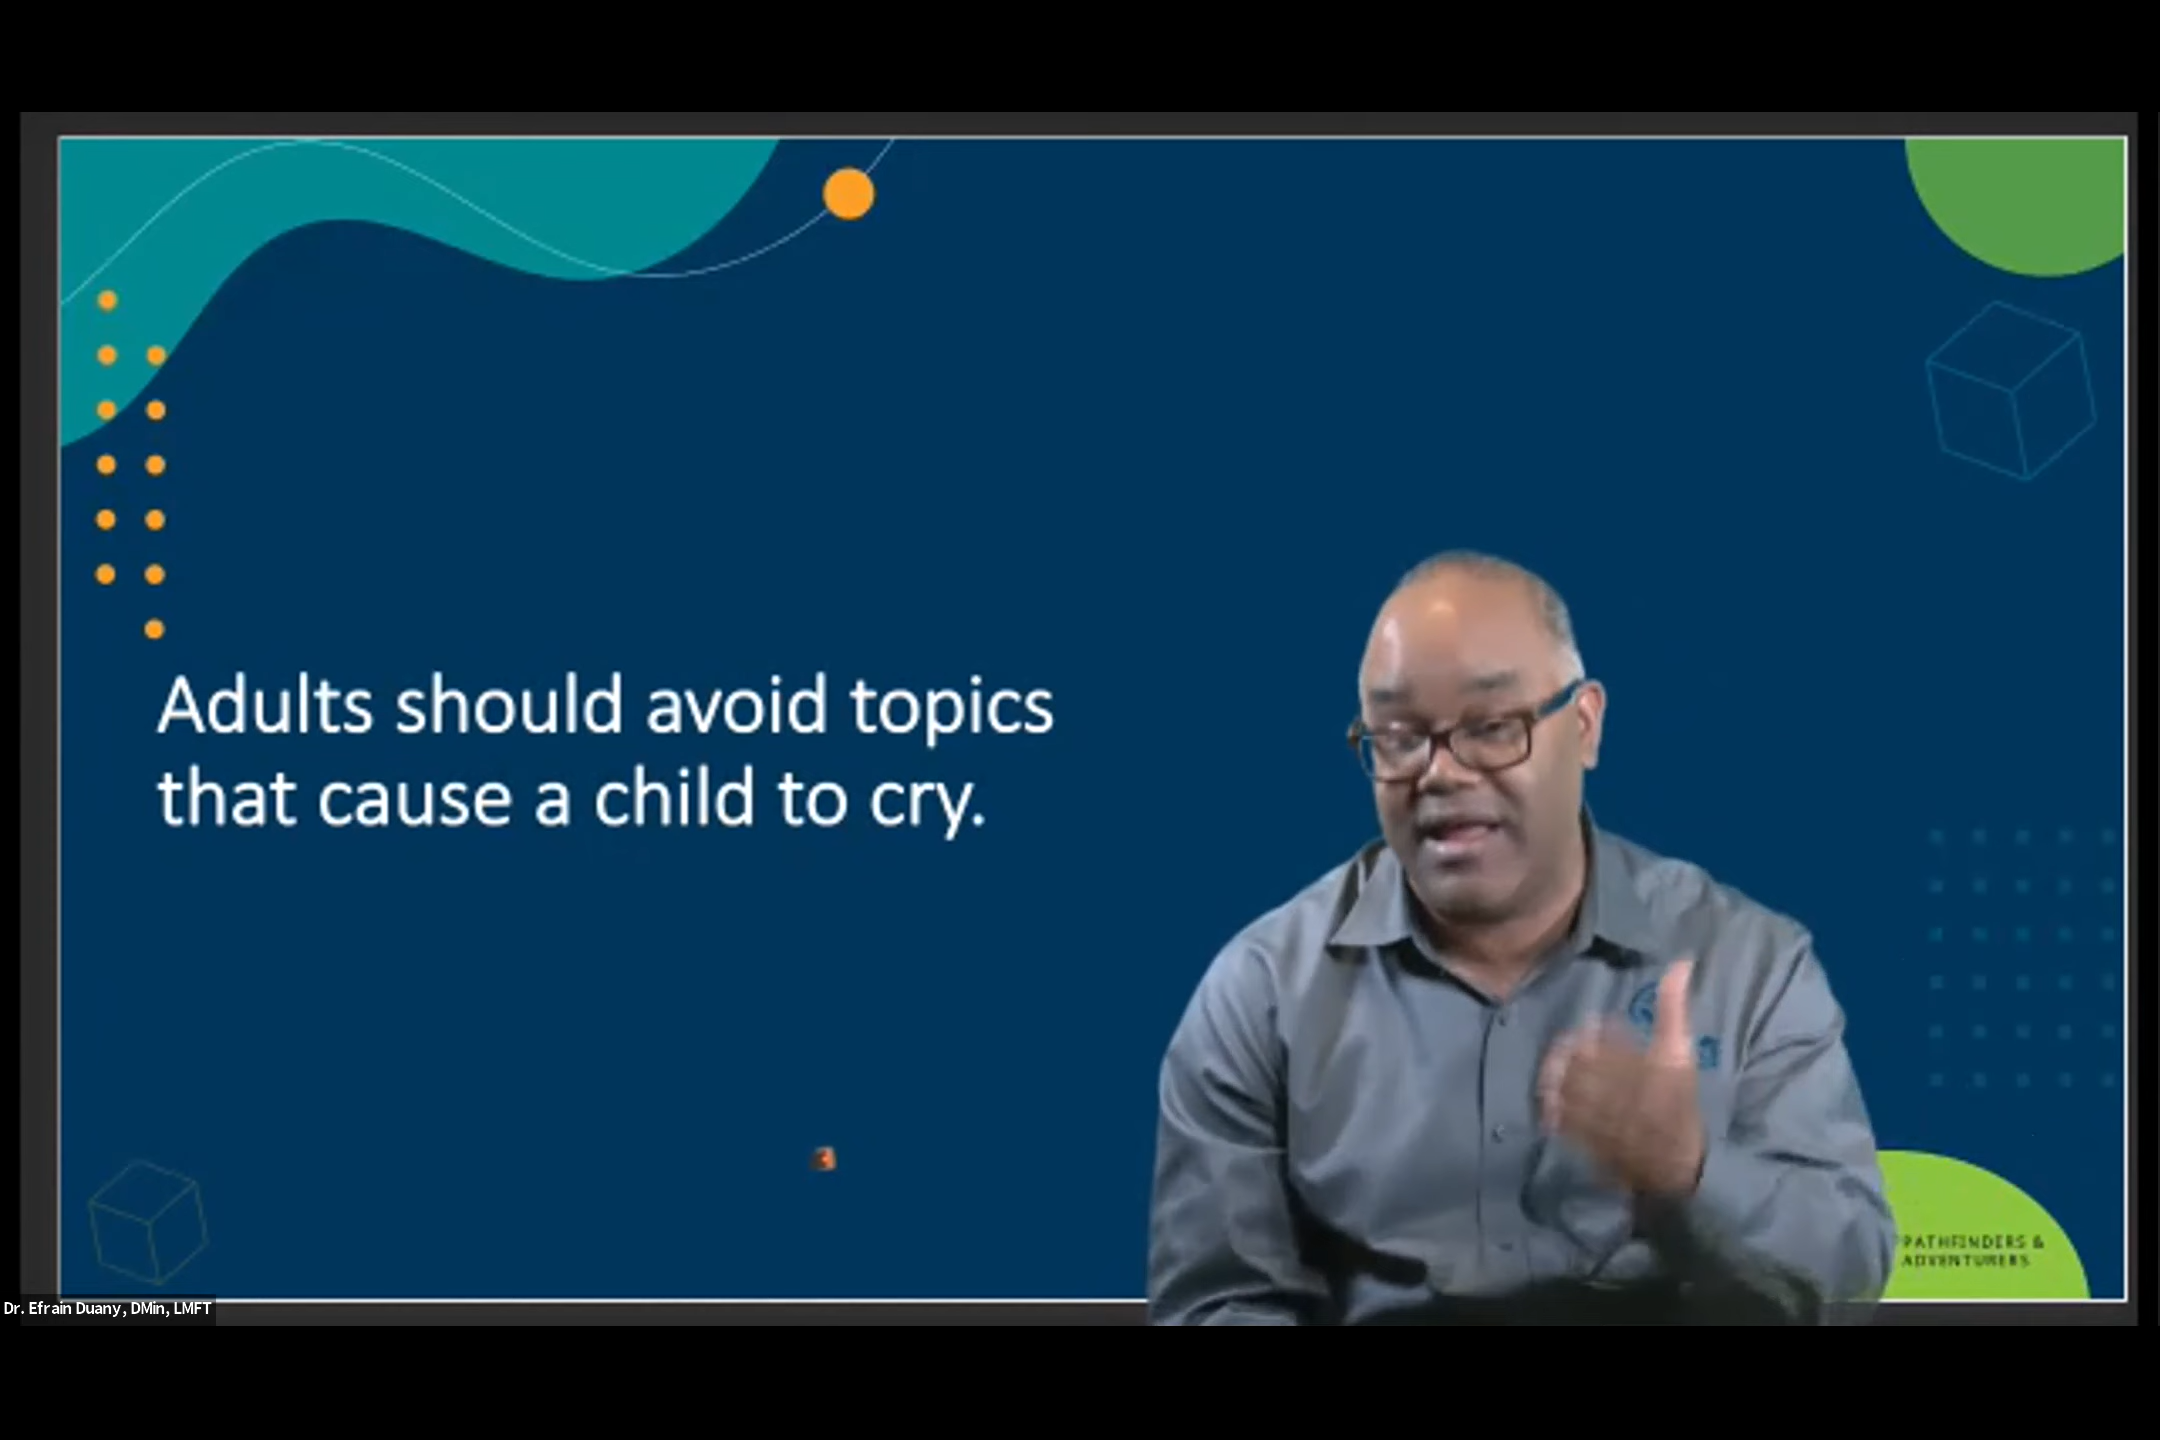 Adults should avoid topics
that cause a child to cry.
PATHFINDERS &
ADVENTURERS
Dr. Efrain Duany, DMin, LMFT